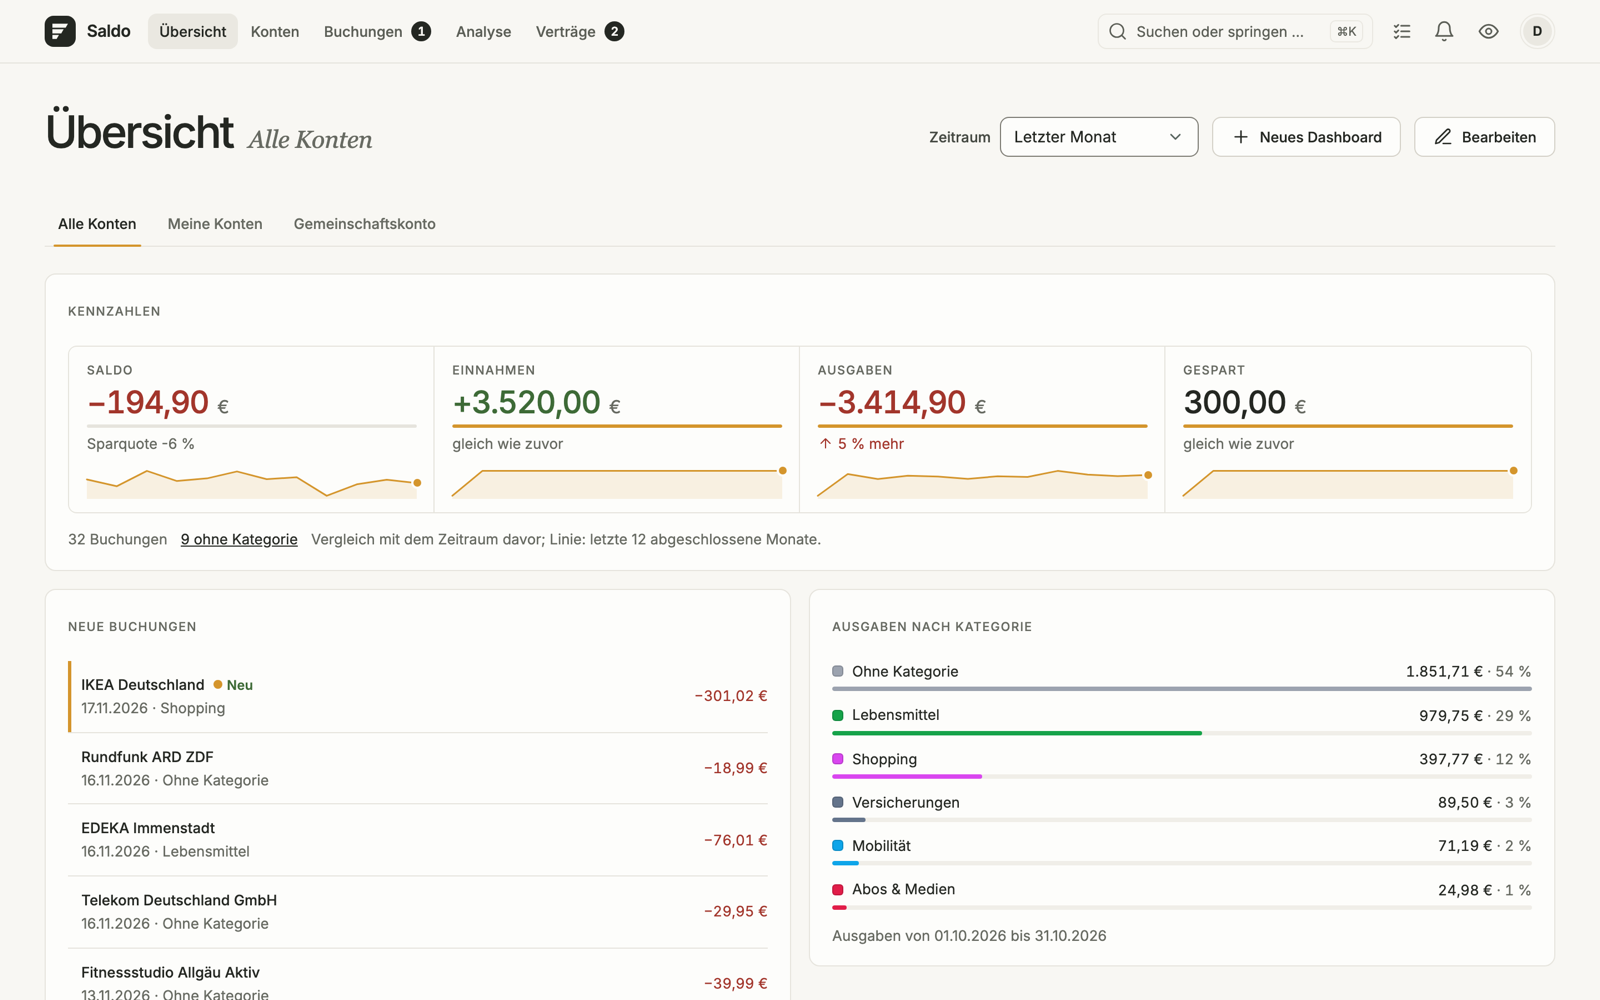 Saldo Übersicht Konten Buchungen 1 Analyse Verträge 2 Suchen oder springen ... ⌘K D
Übersicht Alle Konten
Zeitraum Letzter Monat Neues Dashboard Bearbeiten
Alle Konten Meine Konten Gemeinschaftskonto
KENNZAHLEN
SALDO
−194,90 €
Sparquote -6 %
EINNAHMEN
+3.520,00 €
gleich wie zuvor
AUSGABEN
−3.414,90 €
↑ 5 % mehr
GESPART
300,00 €
gleich wie zuvor
32 Buchungen 9 ohne Kategorie Vergleich mit dem Zeitraum davor; Linie: letzte 12 abgeschlossene Monate.
NEUE BUCHUNGEN
IKEA Deutschland Neu
17.11.2026 · Shopping
−301,02 €
Rundfunk ARD ZDF
16.11.2026 · Ohne Kategorie
−18,99 €
EDEKA Immenstadt
16.11.2026 · Lebensmittel
−76,01 €
Telekom Deutschland GmbH
16.11.2026 · Ohne Kategorie
−29,95 €
Fitnessstudio Allgäu Aktiv
13.11.2026 · Ohne Kategorie
−39,99 €
AUSGABEN NACH KATEGORIE
Ohne Kategorie 1.851,71 € · 54 %
Lebensmittel 979,75 € · 29 %
Shopping 397,77 € · 12 %
Versicherungen 89,50 € · 3 %
Mobilität 71,19 € · 2 %
Abos & Medien 24,98 € · 1 %
Ausgaben von 01.10.2026 bis 31.10.2026